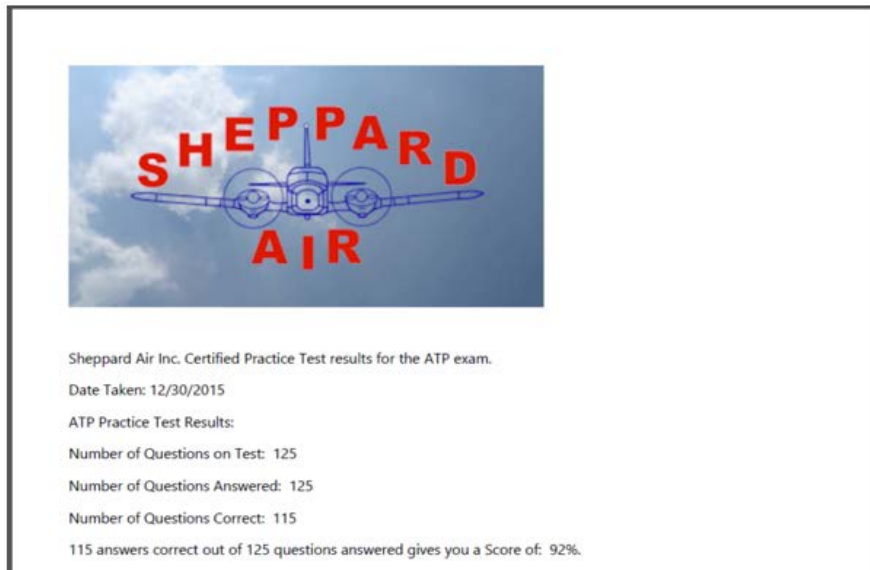 SHEPPARD
AIR
Sheppard Air Inc. Certified Practice Test results for the ATP exam.
Date Taken: 12/30/2015
ATP Practice Test Results:
Number of Questions on Test: 125
Number of Questions Answered: 125
Number of Questions Correct: 115
115 answers correct out of 125 questions answered gives you a Score of: 92%.